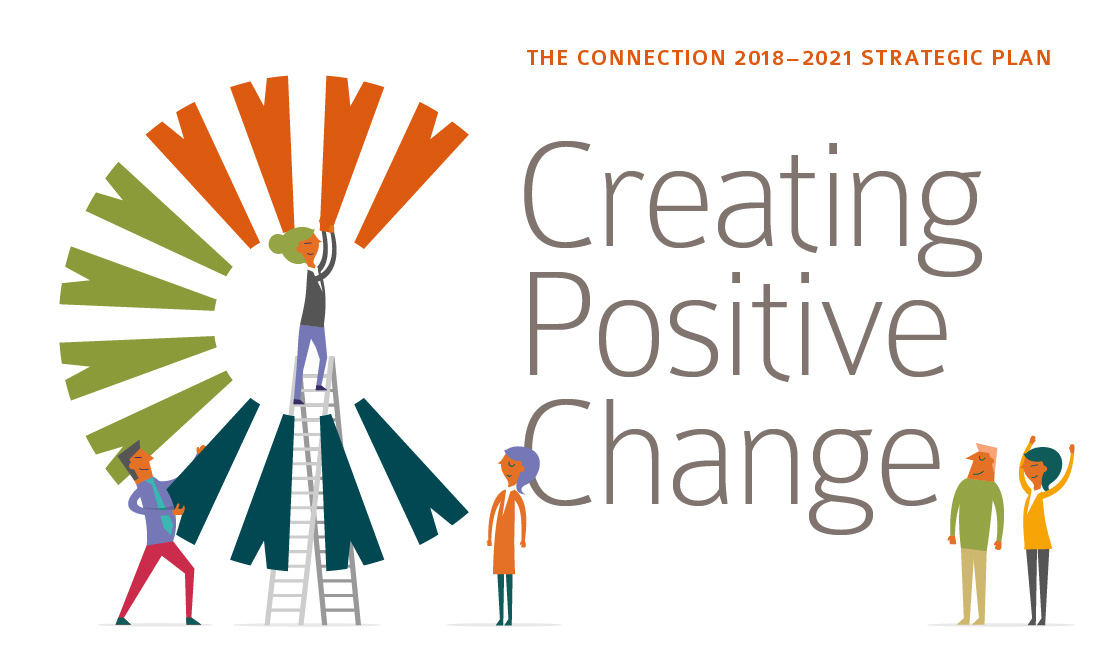 THE CONNECTION 2018–2021 STRATEGIC PLAN
Creating
Positive
Change